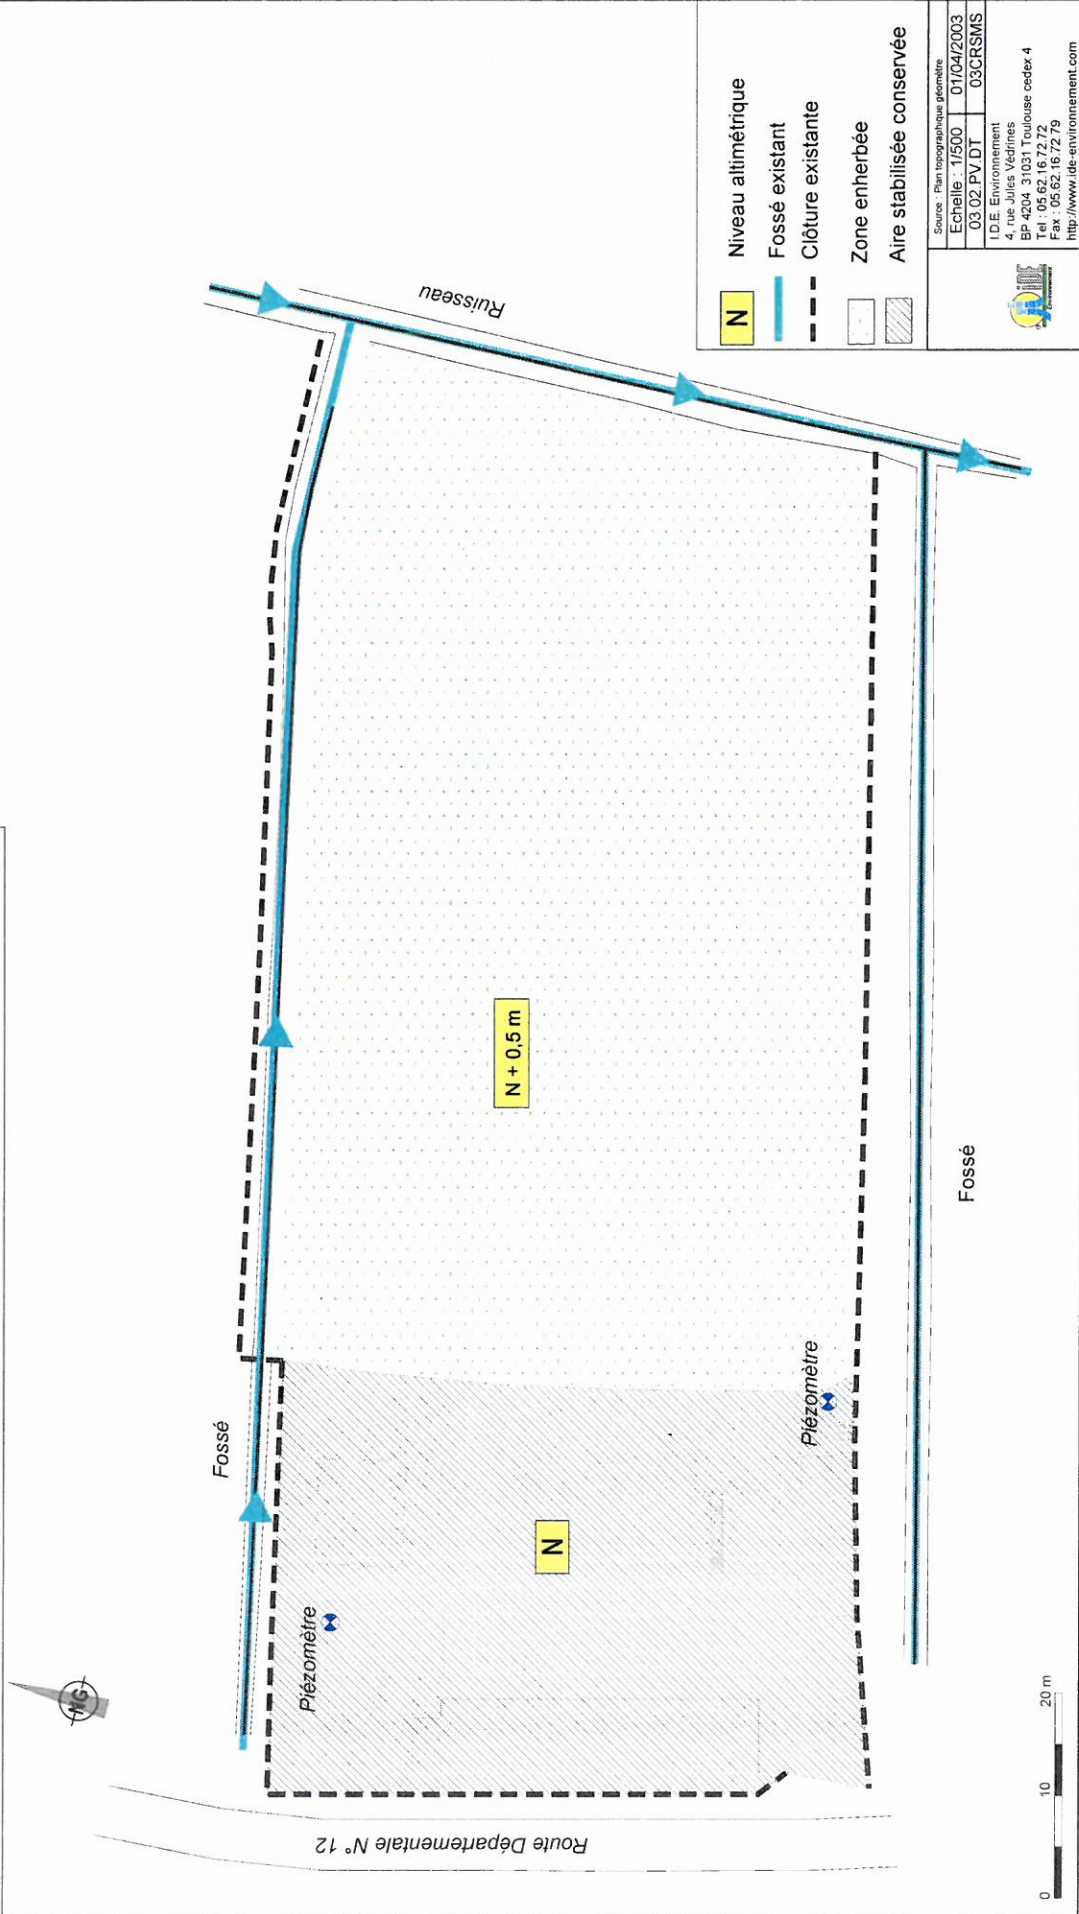 NG
Route Départementale N° 12
Fossé
Piézomètre
N
Piézomètre
N + 0,5 m
Fossé
Ruisseau
0 10 20 m
N Niveau altimétrique
Fossé existant
Clôture existante
Zone enherbée
Aire stabilisée conservée
Source : Plan topographique géomètre
Echelle : 1/500 01/04/2003
03.02.PV.DT 03CRSMS
IDE
Environnement
I.D.E. Environnement
4, rue Jules Védrines
BP 4204 31031 Toulouse cedex 4
Tel : 05.62.16.72.72
Fax : 05.62.16.72.79
http://www.ide-environnement.com